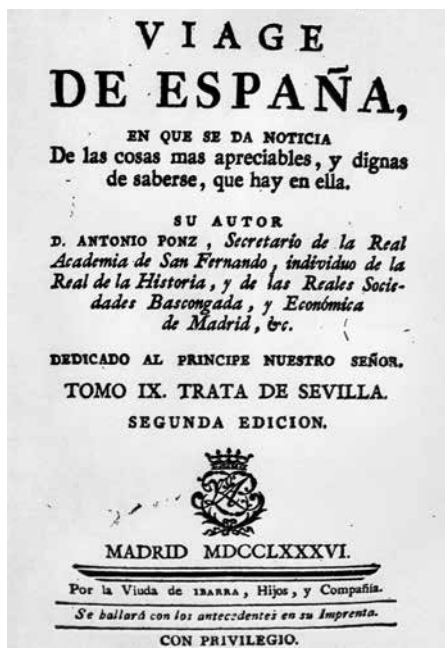 VIAGE
DE ESPAÑA,
EN QUE SE DA NOTICIA
De las cosas mas apreciables, y dignas
de saberse, que hay en ella.
SU AUTOR
D. ANTONIO PONZ, Secretario de la Real
Academia de San Fernando, individuo de la
Real de la Historia, y de las Reales Socie-
dades Bascongada, y Económica
de Madrid, &c.
DEDICADO AL PRINCIPE NUESTRO SEÑOR.
TOMO IX. TRATA DE SEVILLA.
SEGUNDA EDICION.
MADRID MDCCLXXXVI.
Por la Viuda de IBARRA, Hijos, y Compañia.
Se hallará con los antecedentes en su Imprenta.
CON PRIVILEGIO.